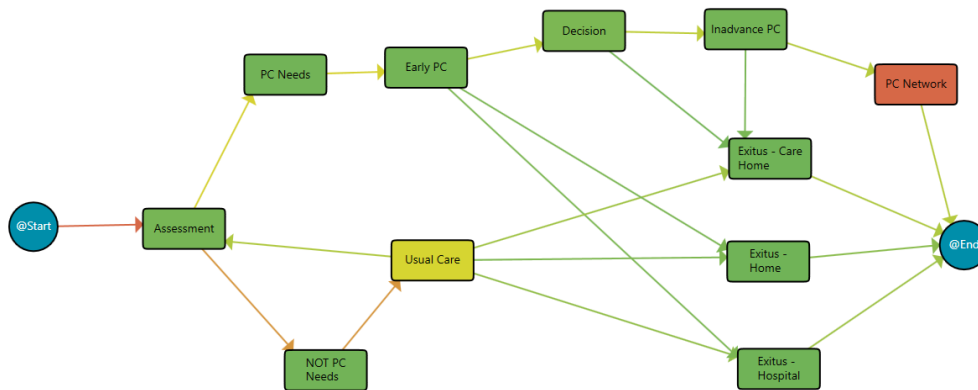 Decision
Inadvance PC
PC Needs
Early PC
PC Network
Exitus - Care
Home
@Start
Assessment
Usual Care
Exitus -
Home
@End
NOT PC
Needs
Exitus -
Hospital